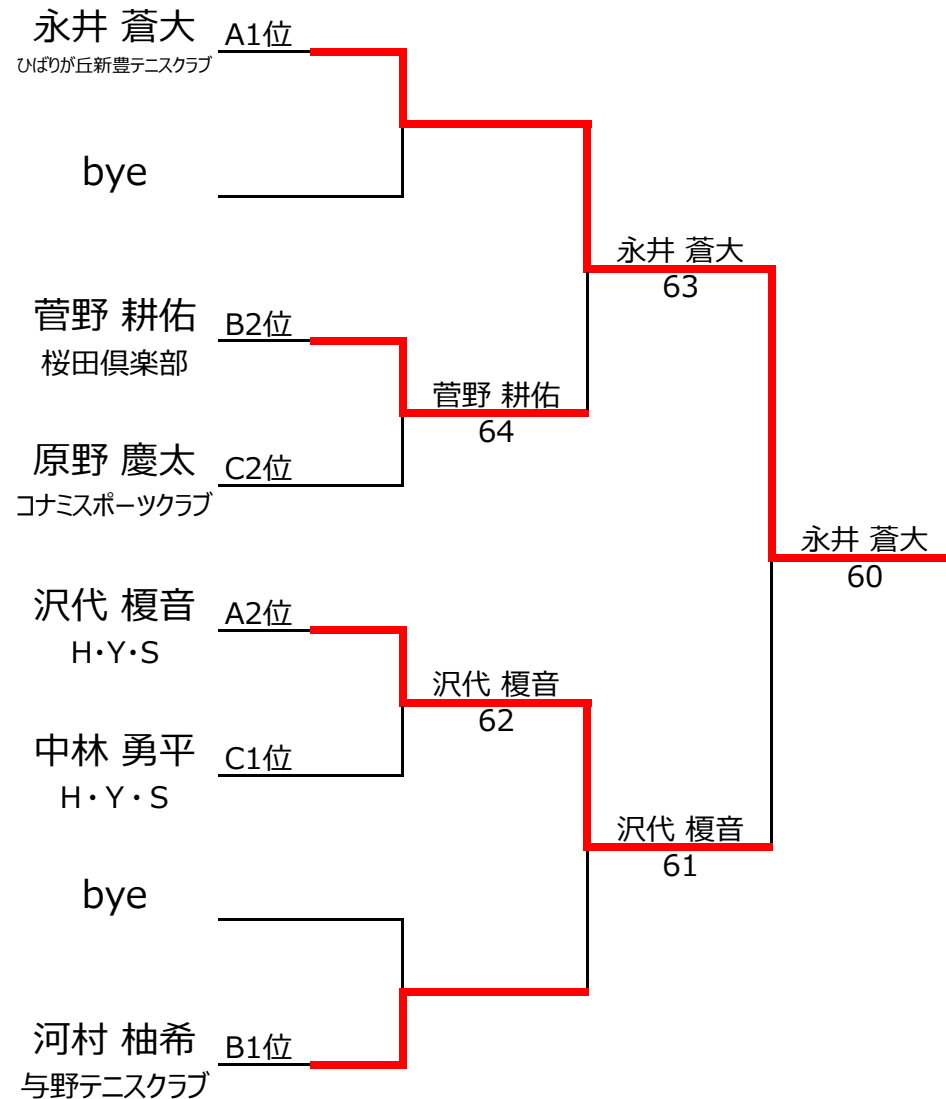 永井 蒼大
A1位
ひばりが丘新豊テニスクラブ
bye
永井 蒼大
63
菅野 耕佑
B2位
桜田倶楽部
菅野 耕佑
64
原野 慶太
C2位
コナミスポーツクラブ
永井 蒼大
60
沢代 榎音
A2位
H・Y・S
沢代 榎音
62
中林 勇平
C1位
H・Y・S
沢代 榎音
61
bye
河村 柚希
B1位
与野テニスクラブ